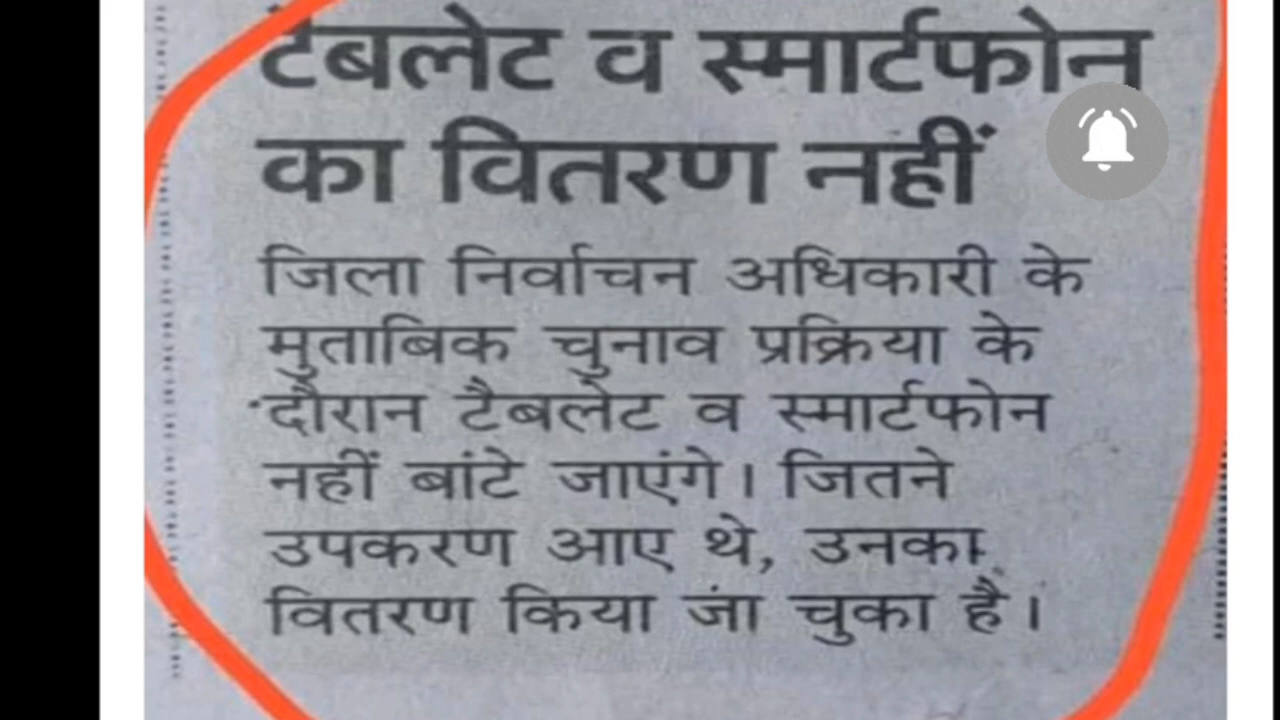 टैबलेट व स्मार्टफोन
का वितरण नहीं
जिला निर्वाचन अधिकारी के
मुताबिक चुनाव प्रक्रिया के
दौरान टैबलेट व स्मार्टफोन
नहीं बांटे जाएंगे। जितने
उपकरण आए थे, उनका
वितरण किया जा चुका है।